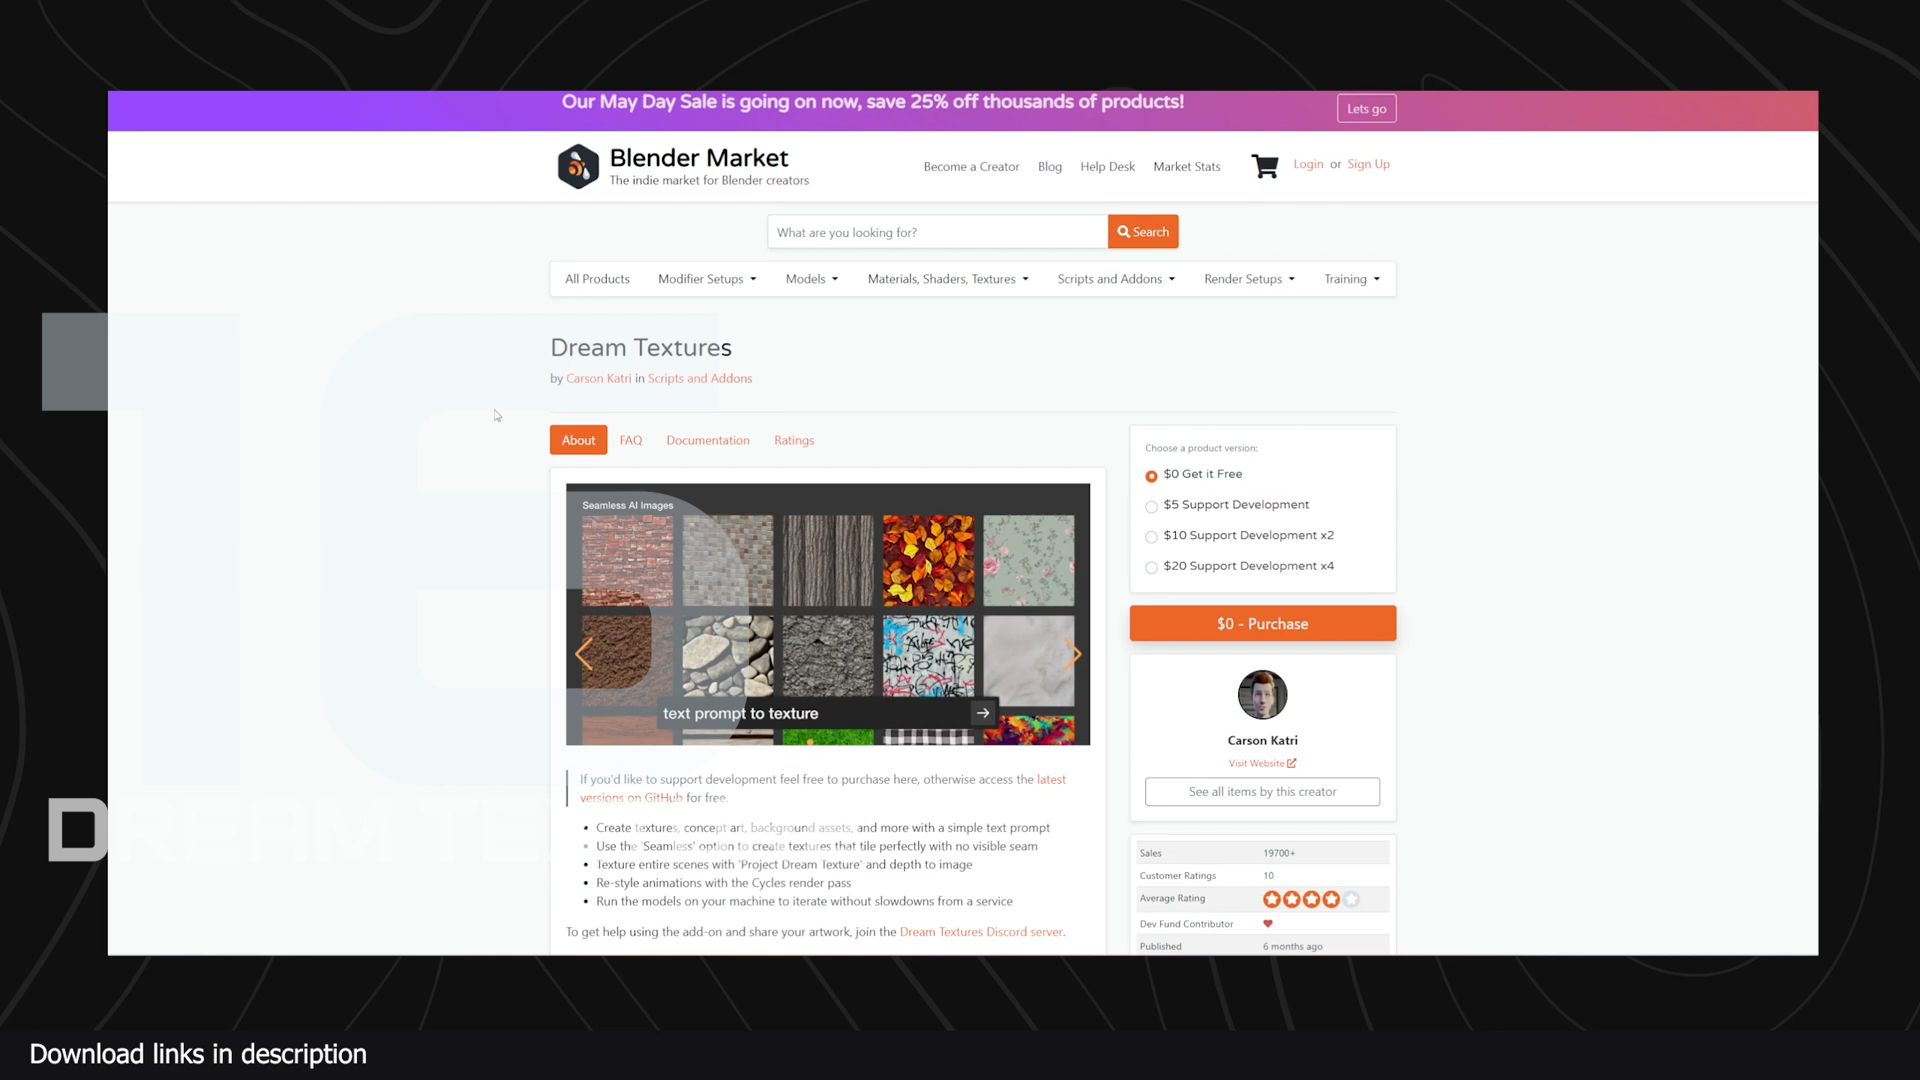 Our May Day Sale is going on now, save 25% off thousands of products!
Lets go
Blender Market
The indie market for Blender creators
Become a Creator
Blog
Help Desk
Market Stats
Login or Sign Up
What are you looking for?
Search
All Products
Modifier Setups
Models
Materials, Shaders, Textures
Scripts and Addons
Render Setups
Training
16
Dream Textures
by Carson Katri in Scripts and Addons
About
FAQ
Documentation
Ratings
Seamless AI Images
text prompt to texture
If you'd like to support development feel free to purchase here, otherwise access the latest
versions on GitHub for free.
DREAM TE
• Create textures, concept art, background assets, and more with a simple text prompt
• Use the 'Seamless' option to create textures that tile perfectly with no visible seam
• Texture entire scenes with 'Project Dream Texture' and depth to image
• Re-style animations with the Cycles render pass
• Run the models on your machine to iterate without slowdowns from a service
To get help using the add-on and share your artwork, join the Dream Textures Discord server.
Choose a product version:
$0 Get it Free
$5 Support Development
$10 Support Development x2
$20 Support Development x4
$0 - Purchase
Carson Katri
Visit Website
See all items by this creator
Sales 19700+
Customer Ratings 10
Average Rating
Dev Fund Contributor
Published 6 months ago
Download links in description